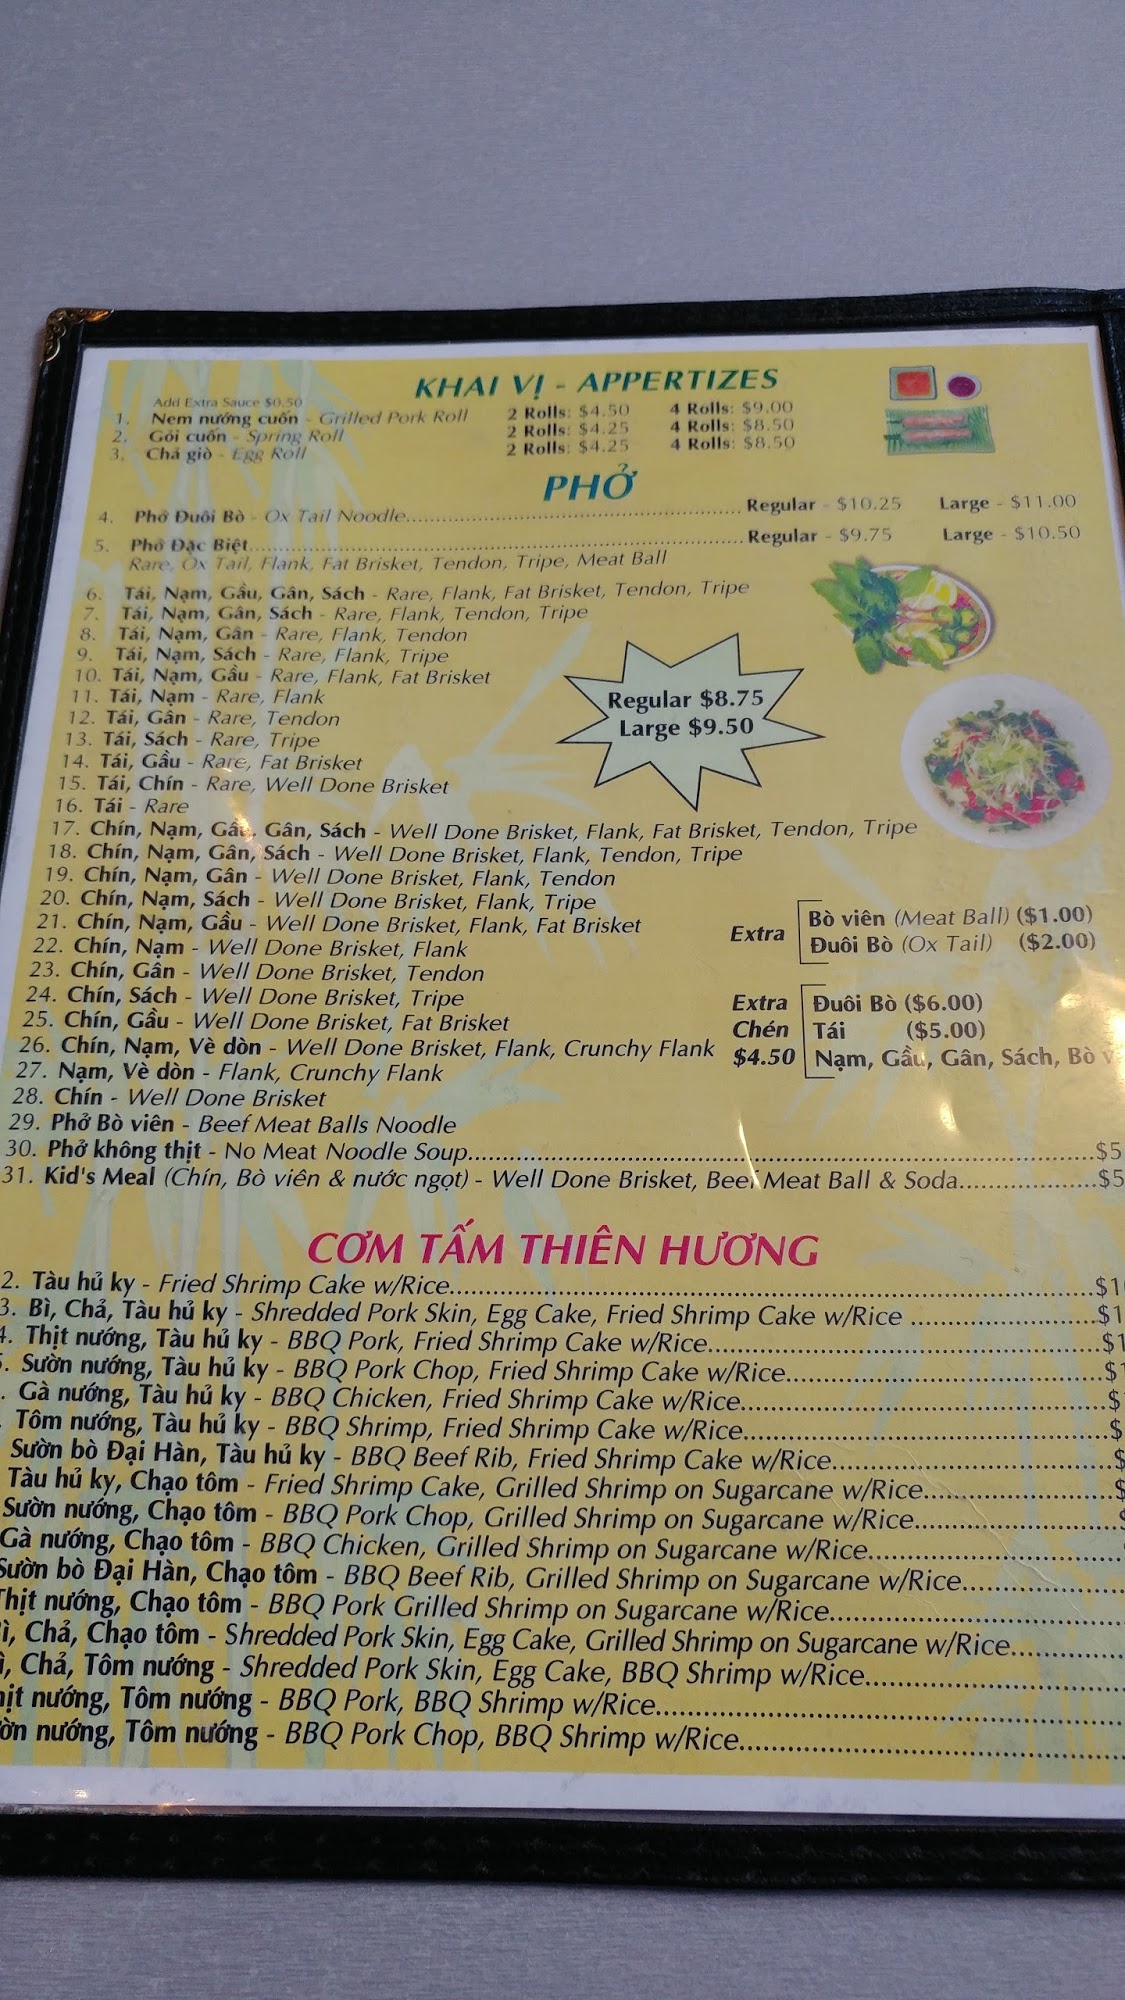 KHAI VỊ - APPERTIZES
Add Extra Sauce $0.50
1. Nem nướng cuốn - Grilled Pork Roll 2 Rolls: $4.50 4 Rolls: $9.00
2. Gỏi cuốn - Spring Roll 2 Rolls: $4.25 4 Rolls: $8.50
3. Chả giò - Egg Roll 2 Rolls: $4.25 4 Rolls: $8.50
PHỞ
4. Phở Đuôi Bò - Ox Tail Noodle Regular - $10.25 Large - $11.00
5. Phở Đặc Biệt Regular - $9.75 Large - $10.50
Rare, Ox Tail, Flank, Fat Brisket, Tendon, Tripe, Meat Ball
6. Tái, Nạm, Gầu, Gân, Sách - Rare, Flank, Fat Brisket, Tendon, Tripe
7. Tái, Nạm, Gân, Sách - Rare, Flank, Tendon, Tripe
8. Tái, Nạm, Gân - Rare, Flank, Tendon
9. Tái, Nạm, Sách - Rare, Flank, Tripe
10. Tái, Nạm, Gầu - Rare, Flank, Fat Brisket
11. Tái, Nạm - Rare, Flank
12. Tái, Gân - Rare, Tendon
13. Tái, Sách - Rare, Tripe
14. Tái, Gầu - Rare, Fat Brisket
15. Tái, Chín - Rare, Well Done Brisket
16. Tái - Rare
Regular $8.75
Large $9.50
17. Chín, Nạm, Gầu, Gân, Sách - Well Done Brisket, Flank, Fat Brisket, Tendon, Tripe
18. Chín, Nạm, Gân, Sách - Well Done Brisket, Flank, Tendon, Tripe
19. Chín, Nạm, Gân - Well Done Brisket, Flank, Tendon
20. Chín, Nạm, Sách - Well Done Brisket, Flank, Tripe
21. Chín, Nạm, Gầu - Well Done Brisket, Flank, Fat Brisket
22. Chín, Nạm - Well Done Brisket, Flank
23. Chín, Gân - Well Done Brisket, Tendon
24. Chín, Sách - Well Done Brisket, Tripe
25. Chín, Gầu - Well Done Brisket, Fat Brisket
26. Chín, Nạm, Vè dòn - Well Done Brisket, Flank, Crunchy Flank
27. Nạm, Vè dòn - Flank, Crunchy Flank
28. Chín - Well Done Brisket
29. Phở Bò viên - Beef Meat Balls Noodle
Extra Bò viên (Meat Ball) ($1.00)
Đuôi Bò (Ox Tail) ($2.00)
Extra Đuôi Bò ($6.00)
Chén Tái ($5.00)
$4.50 Nạm, Gầu, Gân, Sách, Bò
30. Phở không thịt - No Meat Noodle Soup $5
31. Kid's Meal (Chín, Bò viên & nước ngọt) - Well Done Brisket, Beef Meat Ball & Soda $5
CƠM TẤM THIÊN HƯƠNG
2. Tàu hủ ky - Fried Shrimp Cake w/Rice $1
3. Bì, Chả, Tàu hủ ky - Shredded Pork Skin, Egg Cake, Fried Shrimp Cake w/Rice $1
4. Thịt nướng, Tàu hủ ky - BBQ Pork, Fried Shrimp Cake w/Rice $1
Sườn nướng, Tàu hủ ky - BBQ Pork Chop, Fried Shrimp Cake w/Rice $1
Gà nướng, Tàu hủ ky - BBQ Chicken, Fried Shrimp Cake w/Rice $
Tôm nướng, Tàu hủ ky - BBQ Shrimp, Fried Shrimp Cake w/Rice $
Sườn bò Đại Hàn, Tàu hủ ky - BBQ Beef Rib, Fried Shrimp Cake w/Rice $
Tàu hủ ky, Chạo tôm - Fried Shrimp Cake, Grilled Shrimp on Sugarcane w/Rice $
Sườn nướng, Chạo tôm - BBQ Pork Chop, Grilled Shrimp on Sugarcane w/Rice
Gà nướng, Chạo tôm - BBQ Chicken, Grilled Shrimp on Sugarcane w/Rice
Sườn bò Đại Hàn, Chạo tôm - BBQ Beef Rib, Grilled Shrimp on Sugarcane w/Rice
Thịt nướng, Chạo tôm - BBQ Pork Grilled Shrimp on Sugarcane w/Rice
ì, Chả, Chạo tôm - Shredded Pork Skin, Egg Cake, Grilled Shrimp on Sugarcane w/Rice
ì, Chả, Tôm nướng - Shredded Pork Skin, Egg Cake, BBQ Shrimp w/Rice
hịt nướng, Tôm nướng - BBQ Pork, BBQ Shrimp w/Rice
ờn nướng, Tôm nướng - BBQ Pork Chop, BBQ Shrimp w/Rice